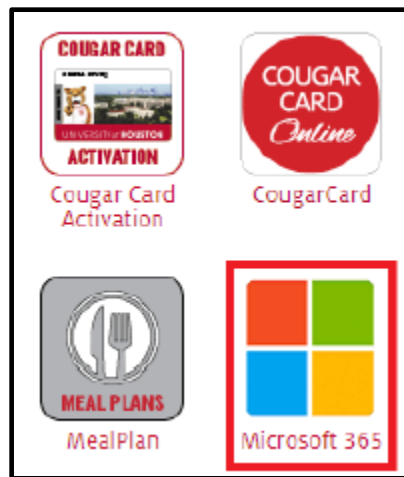 COUGAR CARD
UNIVERSITY of HOUSTON
ACTIVATION
Cougar Card
Activation
COUGAR
CARD
Online
CougarCard
MEAL PLANS
MealPlan
Microsoft 365